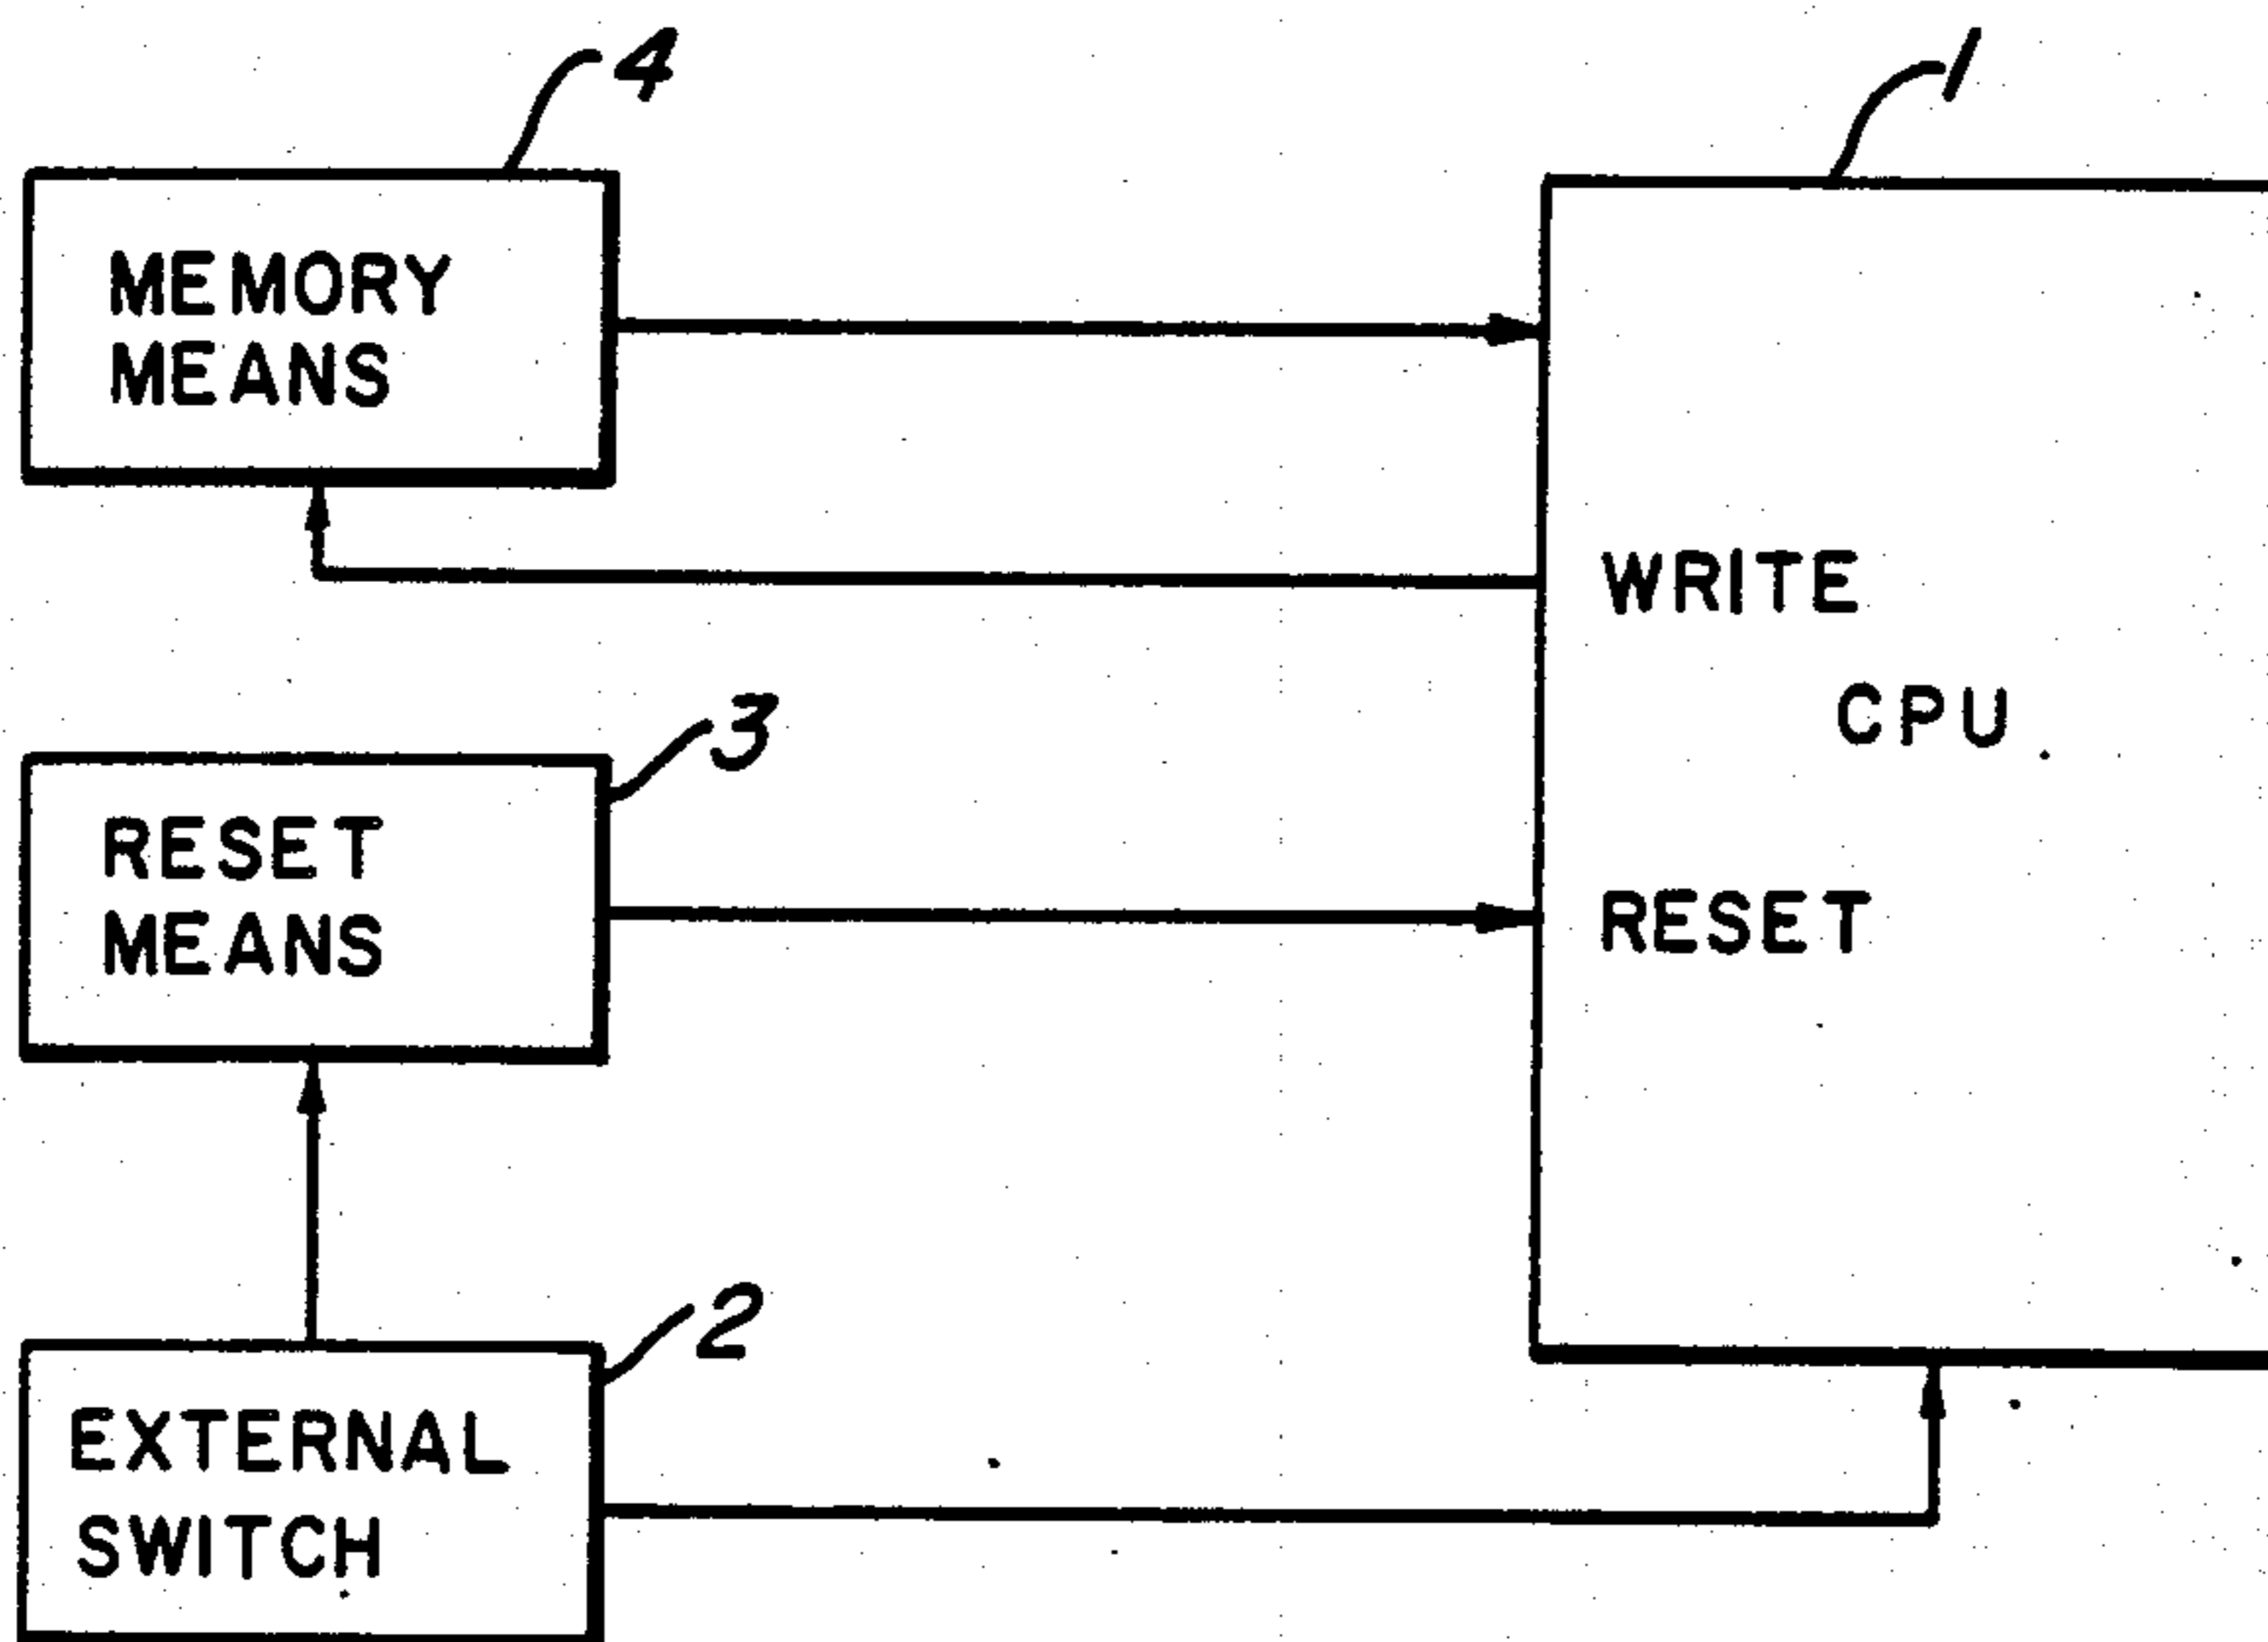 4
1
MEMORY
MEANS
WRITE
CPU
3
RESET
MEANS
RESET
2
EXTERNAL
SWITCH